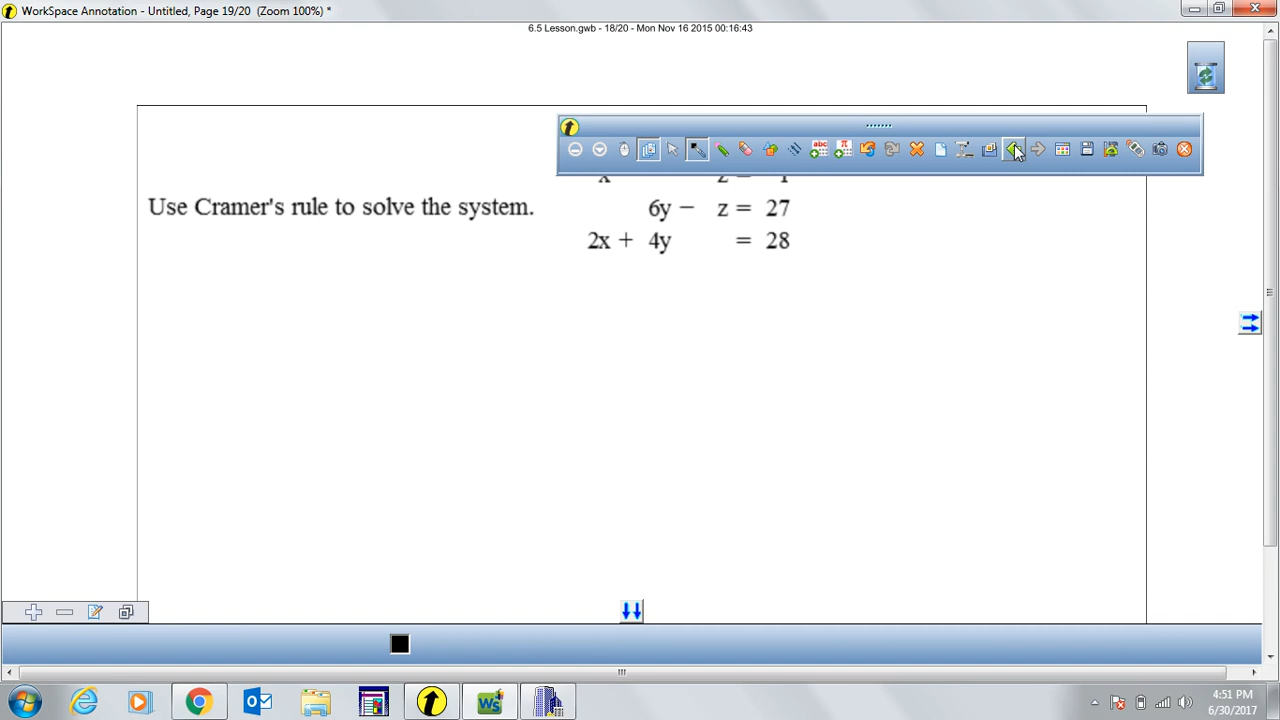 WorkSpace Annotation - Untitled, Page 19/20 (Zoom 100%) *
6.5 Lesson.gwb - 18/20 - Mon Nov 16 2015 00:16:43
Use Cramer's rule to solve the system.
6y − z = 27
2x + 4y = 28
4:51 PM
6/30/2017